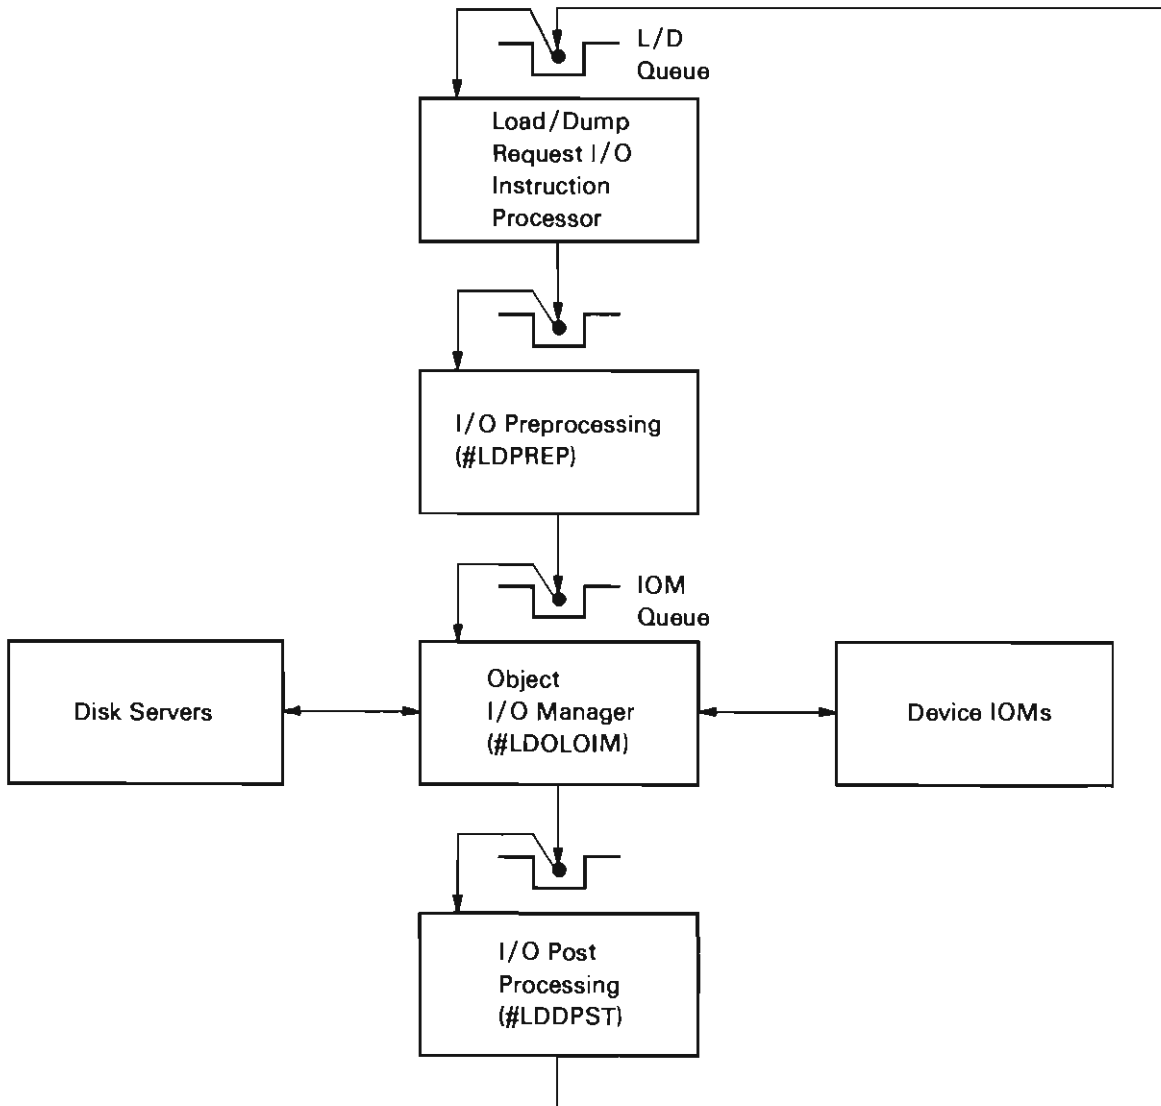 L/D
Queue
Load/Dump
Request I/O
Instruction
Processor
I/O Preprocessing
(#LDPREP)
IOM
Queue
Disk Servers
Object
I/O Manager
(#LDOLOIM)
Device IOMs
I/O Post
Processing
(#LDDPST)